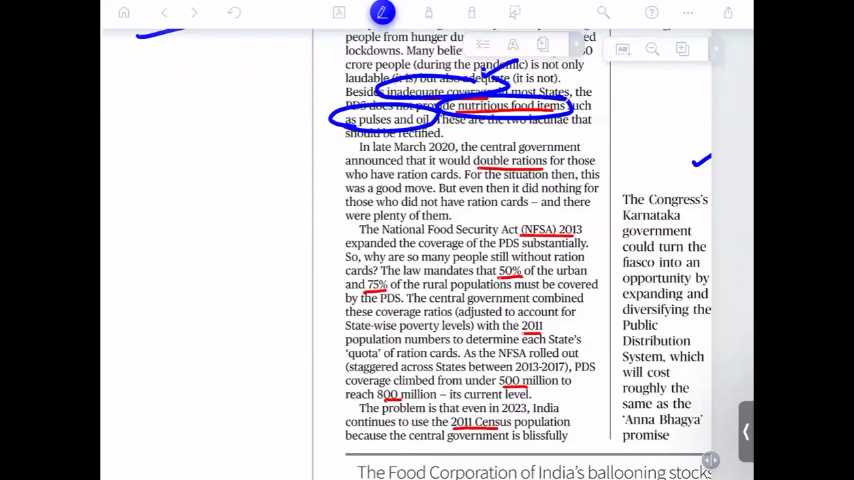 people from hunger du
lockdowns. Many belie
crore people (during the pandemic) is not only
laudable (it is) but also adequate (it is not).
Besides inadequate coverage in most States, the
PDS does not provide nutritious food items such
as pulses and oil. These are the two lacunae that
should be rectified.
In late March 2020, the central government
announced that it would double rations for those
who have ration cards. For the situation then, this
was a good move. But even then it did nothing for
those who did not have ration cards – and there
were plenty of them.
The National Food Security Act (NFSA) 2013
expanded the coverage of the PDS substantially.
So, why are so many people still without ration
cards? The law mandates that 50% of the urban
and 75% of the rural populations must be covered
by the PDS. The central government combined
these coverage ratios (adjusted to account for
State-wise poverty levels) with the 2011
population numbers to determine each State's
'quota' of ration cards. As the NFSA rolled out
(staggered across States between 2013-2017), PDS
coverage climbed from under 500 million to
reach 800 million – its current level.
The problem is that even in 2023, India
continues to use the 2011 Census population
because the central government is blissfully
The Congress's
Karnataka
government
could turn the
fiasco into an
opportunity by
expanding and
diversifying the
Public
Distribution
System, which
will cost
roughly the
same as the
'Anna Bhagya'
promise
The Food Corporation of India's ballooning stocks